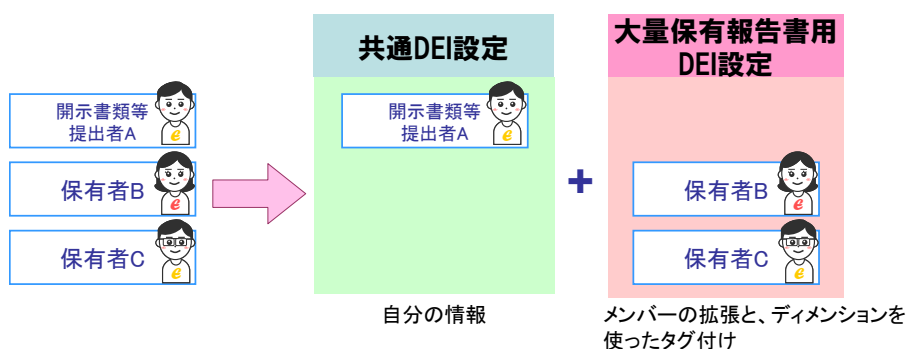 共通DEI設定
大量保有報告書用
DEI設定
開示書類等
提出者A
e
保有者B
e
保有者C
e
開示書類等
提出者A
e
+
保有者B
e
保有者C
e
自分の情報
メンバーの拡張と、ディメンションを
使ったタグ付け